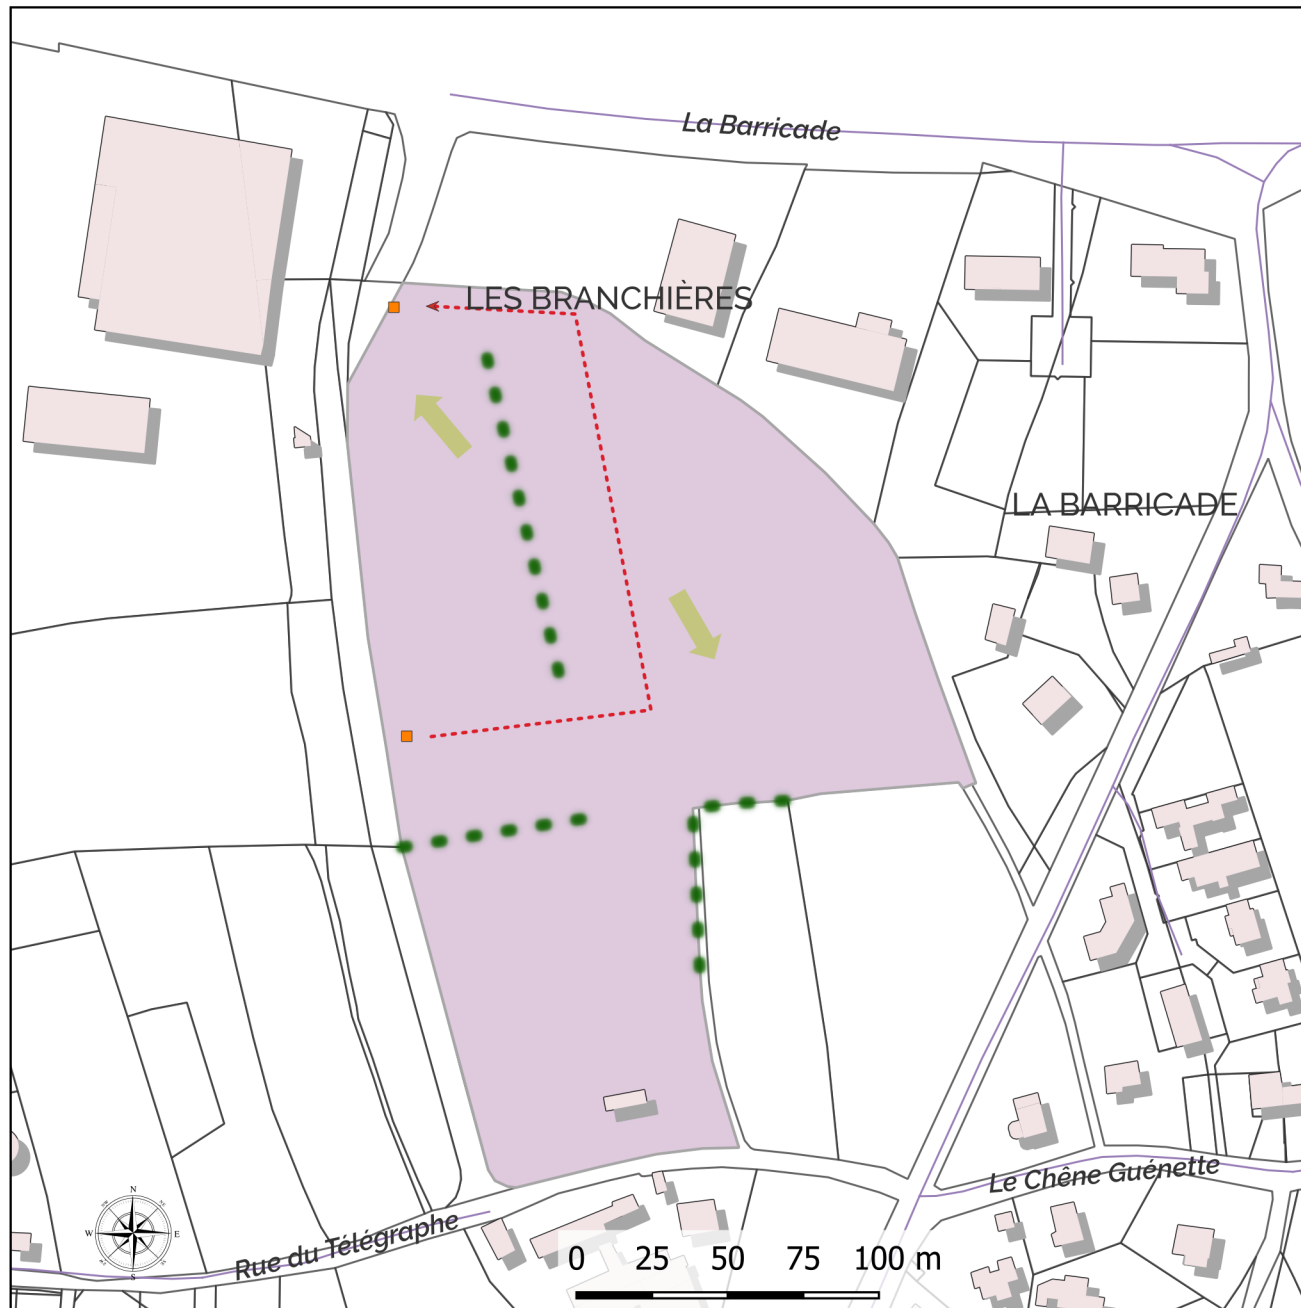 La Barricade
LES BRANCHIÈRES
LA BARRICADE
Le Chêne Guénette
Rue du Télégraphe
N
W
E
S
0 25 50 75 100 m